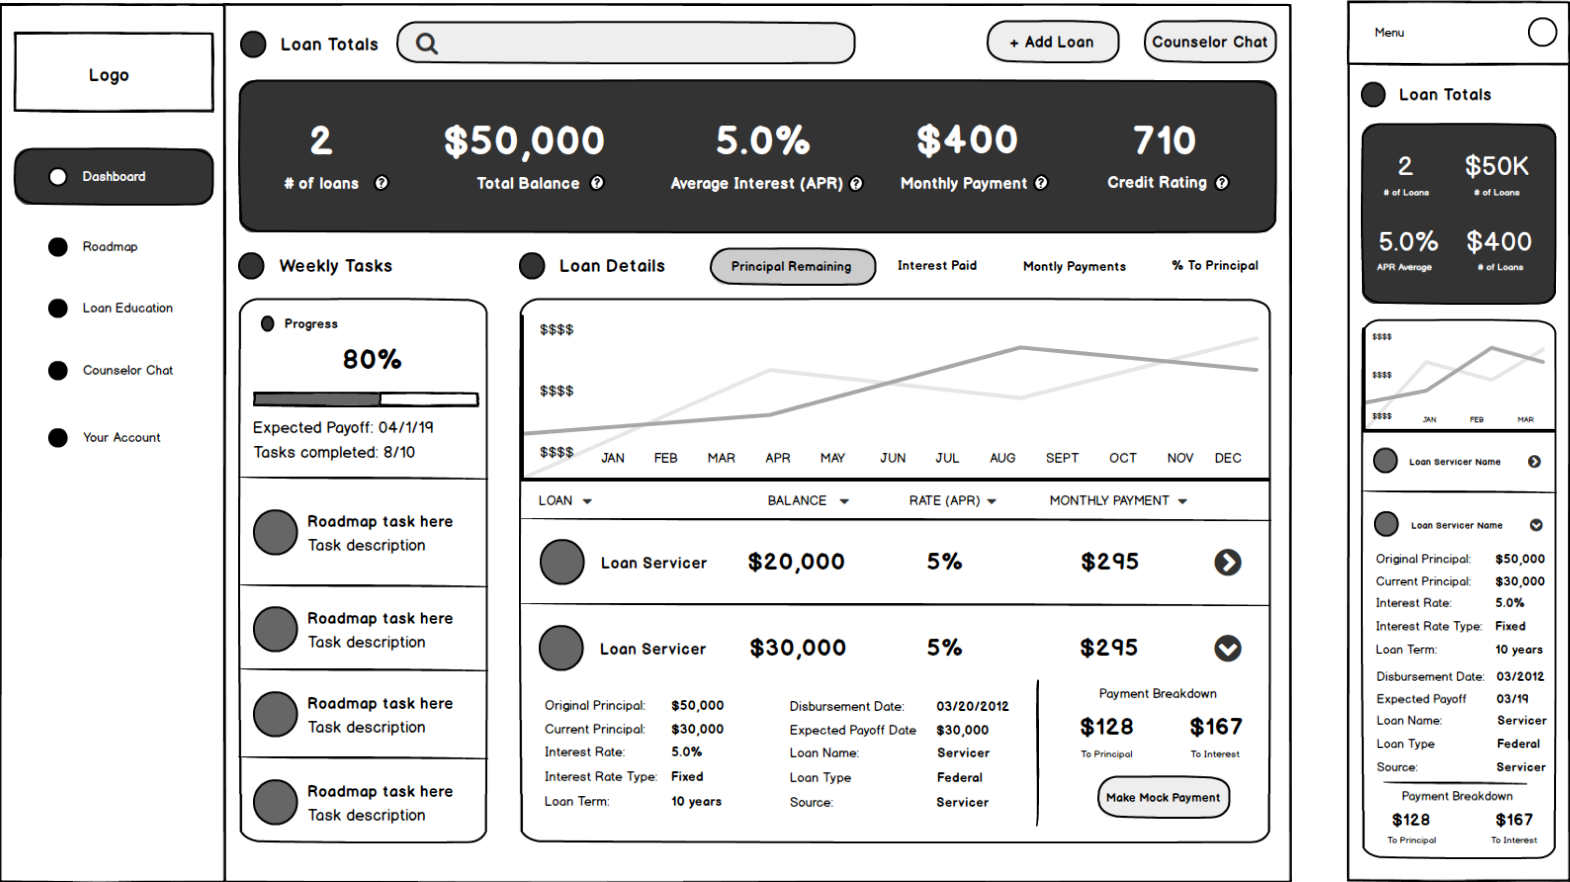 Logo
Dashboard
Roadmap
Loan Education
Counselor Chat
Your Account
Loan Totals
+ Add Loan
Counselor Chat
2
# of loans ?
$50,000
Total Balance ?
5.0%
Average Interest (APR) ?
$400
Monthly Payment ?
710
Credit Rating ?
Weekly Tasks
Progress
80%
Expected Payoff: 04/1/19
Tasks completed: 8/10
Roadmap task here
Task description
Roadmap task here
Task description
Roadmap task here
Task description
Roadmap task here
Task description
Loan Details
Principal Remaining
Interest Paid
Montly Payments
% To Principal
$$$$
$$$$
$$$$
JAN FEB MAR APR MAY JUN JUL AUG SEPT OCT NOV DEC
LOAN BALANCE RATE (APR) MONTHLY PAYMENT
Loan Servicer $20,000 5% $295
Loan Servicer $30,000 5% $295
Original Principal: $50,000
Current Principal: $30,000
Interest Rate: 5.0%
Interest Rate Type: Fixed
Loan Term: 10 years
Disbursement Date: 03/20/2012
Expected Payoff Date $30,000
Loan Name: Servicer
Loan Type Federal
Source: Servicer
Payment Breakdown
$128 $167
To Principal To Interest
Make Mock Payment
Menu
Loan Totals
2 $50K
# of Loans # of Loans
5.0% $400
APR Average # of Loans
$$$$
$$$$
$$$$
JAN FEB MAR
Loan Servicer Name
Loan Servicer Name
Original Principal: $50,000
Current Principal: $30,000
Interest Rate: 5.0%
Interest Rate Type: Fixed
Loan Term: 10 years
Disbursement Date: 03/2012
Expected Payoff 03/19
Loan Name: Servicer
Loan Type Federal
Source: Servicer
Payment Breakdown
$128 $167
To Principal To Interest